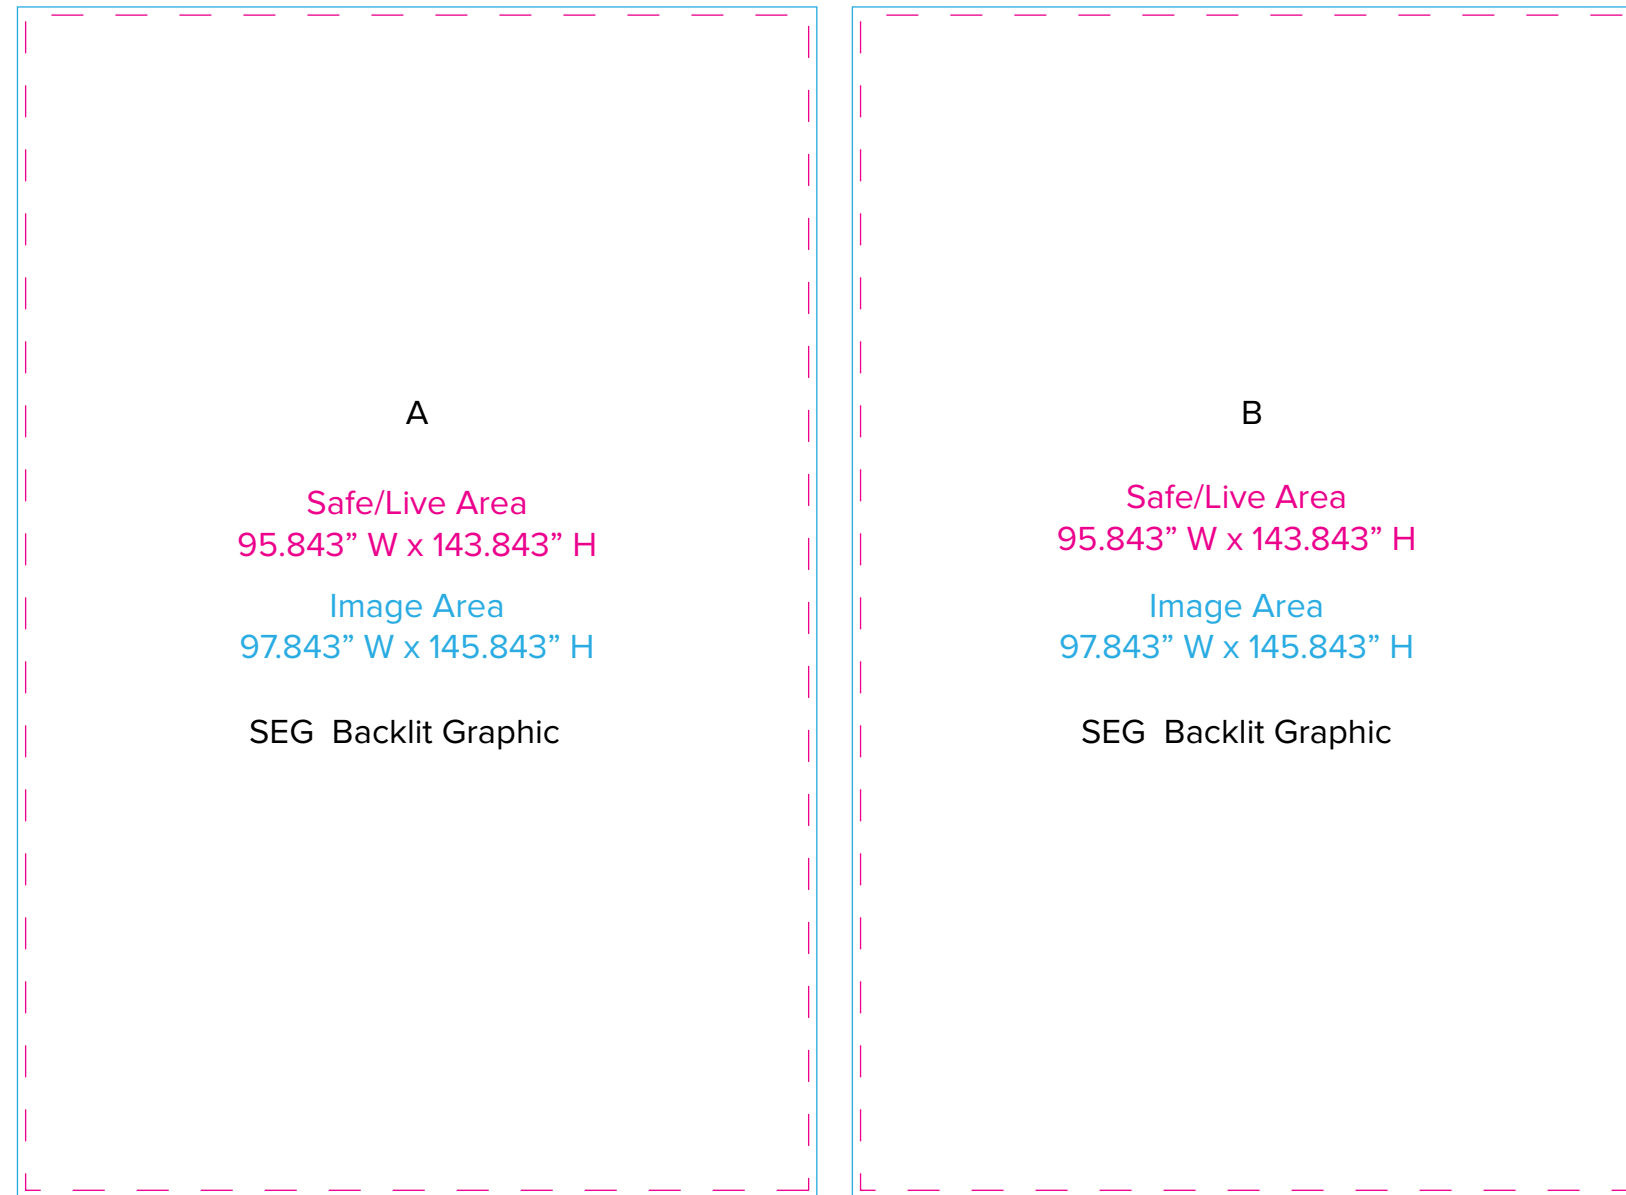 A
Safe/Live Area
95.843” W x 143.843” H
Image Area
97.843” W x 145.843” H
SEG  Backlit Graphic
B
Safe/Live Area
95.843” W x 143.843” H
Image Area
97.843” W x 145.843” H
SEG  Backlit Graphic